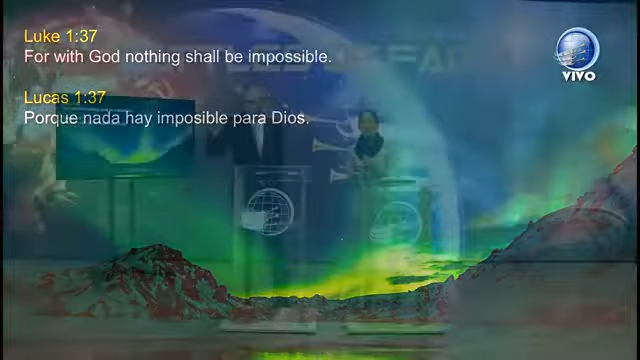 Luke 1:37
For with God nothing shall be impossible.
Lucas 1:37
Porque nada hay imposible para Dios.
VIVO